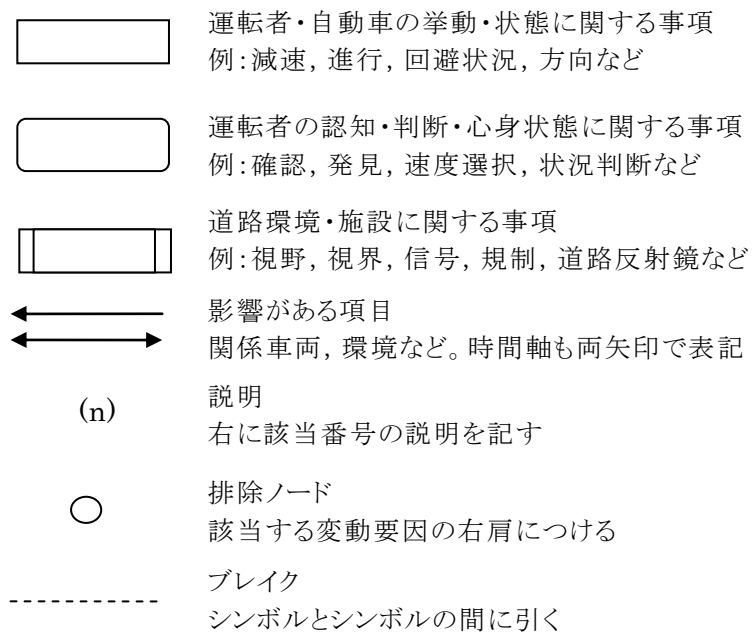 運転者・自動車の挙動・状態に関する事項
例:減速, 進行, 回避状況, 方向など
運転者の認知・判断・心身状態に関する事項
例:確認, 発見, 速度選択, 状況判断など
道路環境・施設に関する事項
例:視野, 視界, 信号, 規制, 道路反射鏡など
影響がある項目
関係車両, 環境など。時間軸も両矢印で表記
(n)
説明
右に該当番号の説明を記す
排除ノード
該当する変動要因の右肩につける
ブレイク
シンボルとシンボルの間に引く